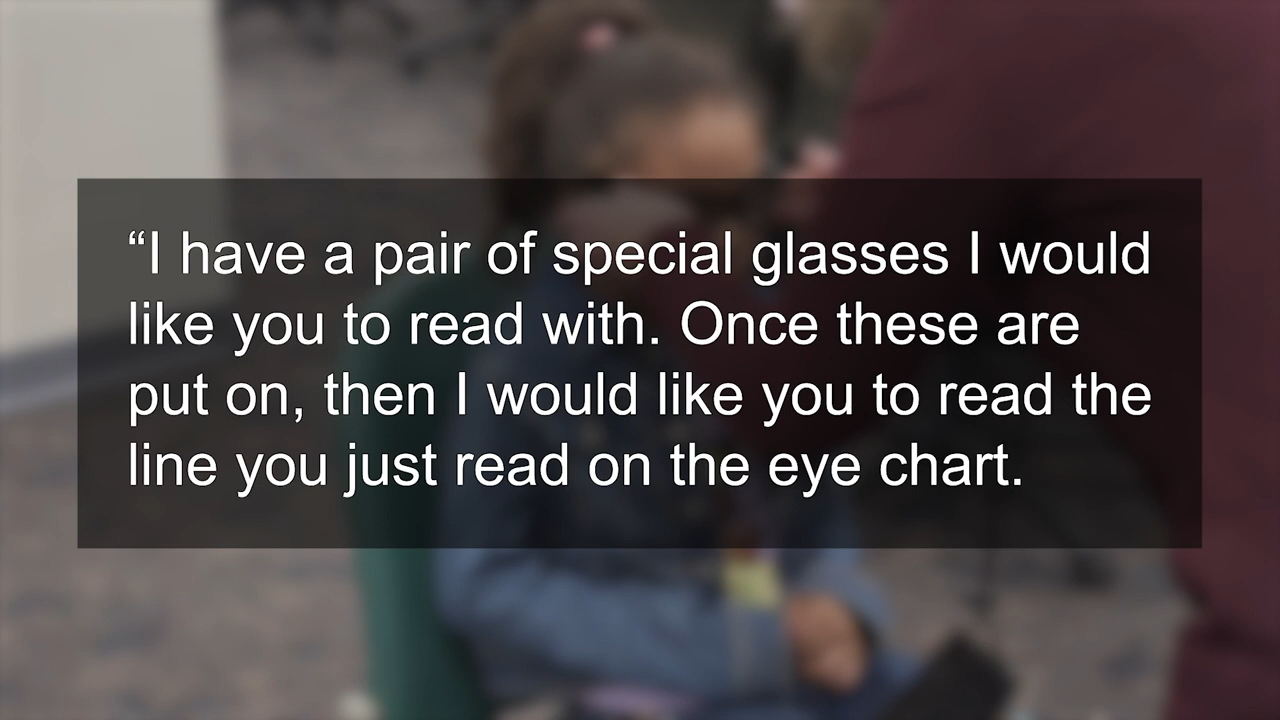 “I have a pair of special glasses I would
like you to read with. Once these are
put on, then I would like you to read the
line you just read on the eye chart.